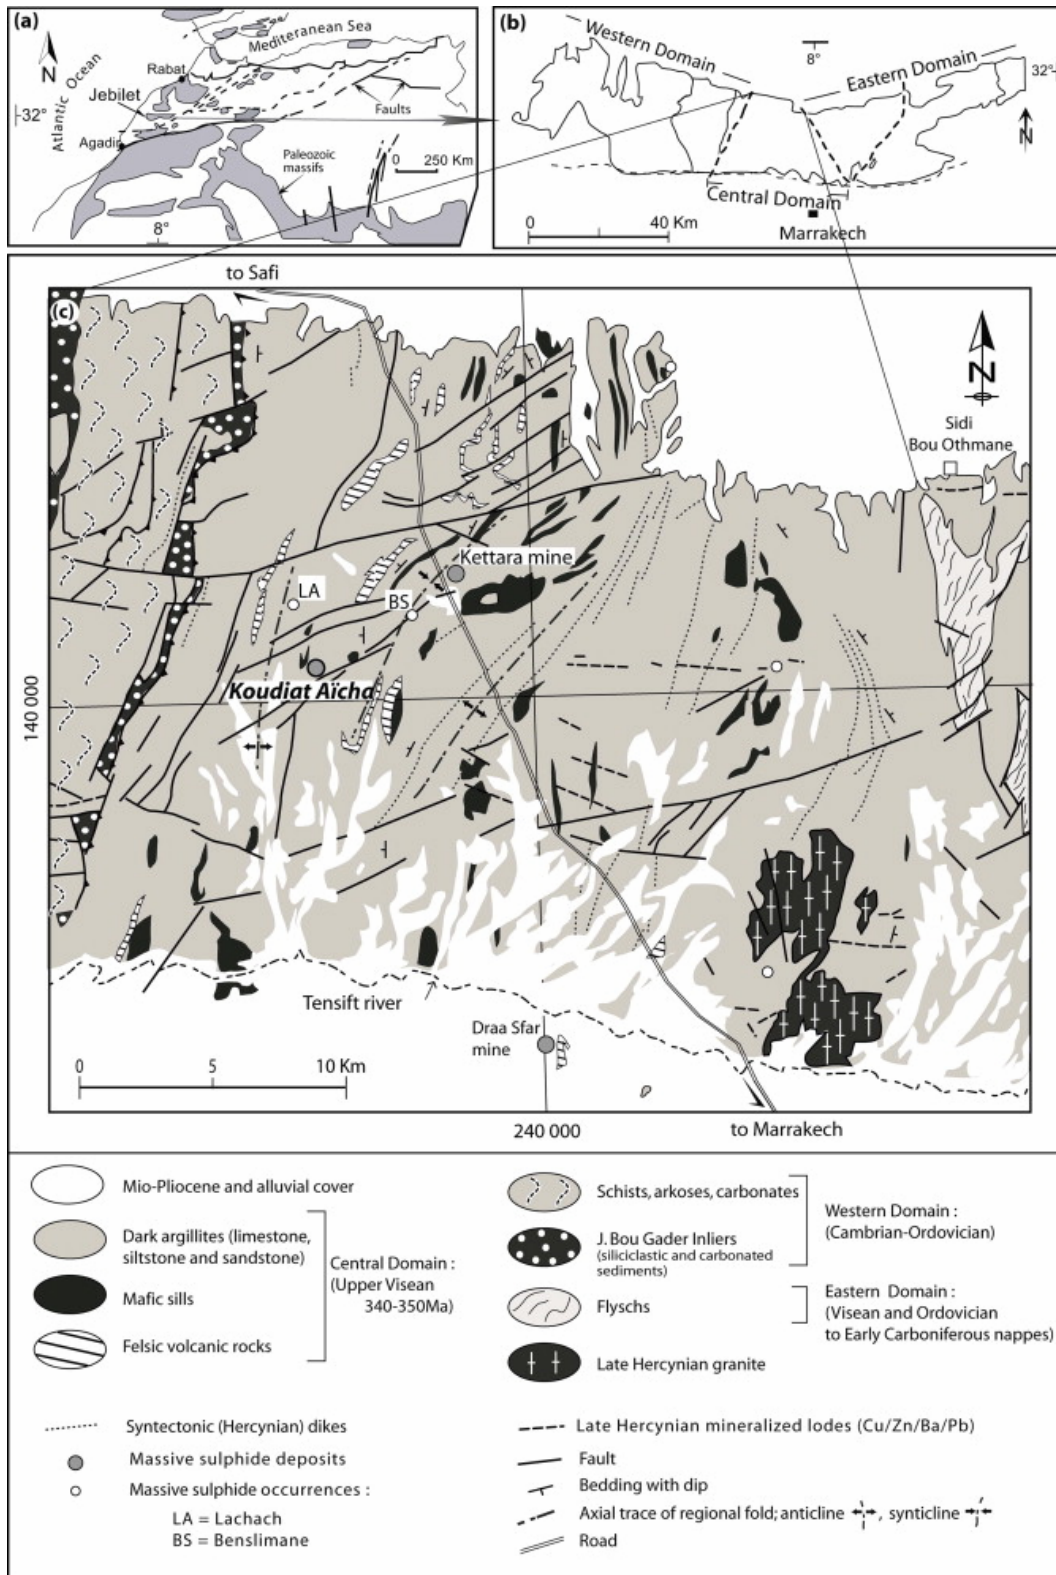 (a)
Mediteranean Sea
N
Atlantic Ocean
Rabat
Jebilet
32°
Faults
Agadir
Paleozoic
massifs
0 250 Km
8°
(b)
Western Domain
8°
Eastern Domain
32°
N
Central Domain
0 40 Km
Marrakech
to Safi
(c)
N
Sidi
Bou Othmane
Kettara mine
LA
BS
Koudiat Aïcha
140 000
Tensift river
Draa Sfar
mine
0 5 10 Km
240 000
to Marrakech
Mio-Pliocene and alluvial cover
Dark argillites (limestone,
siltstone and sandstone)
Mafic sills
Felsic volcanic rocks
Central Domain :
(Upper Visean
340-350Ma)
Schists, arkoses, carbonates
J. Bou Gader Inliers
(siliciclastic and carbonated
sediments)
Western Domain :
(Cambrian-Ordovician)
Flyschs
Eastern Domain :
(Visean and Ordovician
to Early Carboniferous nappes)
Late Hercynian granite
Syntectonic (Hercynian) dikes
Massive sulphide deposits
Massive sulphide occurrences :
LA = Lachach
BS = Benslimane
Late Hercynian mineralized lodes (Cu/Zn/Ba/Pb)
Fault
Bedding with dip
Axial trace of regional fold; anticline , synticline
Road